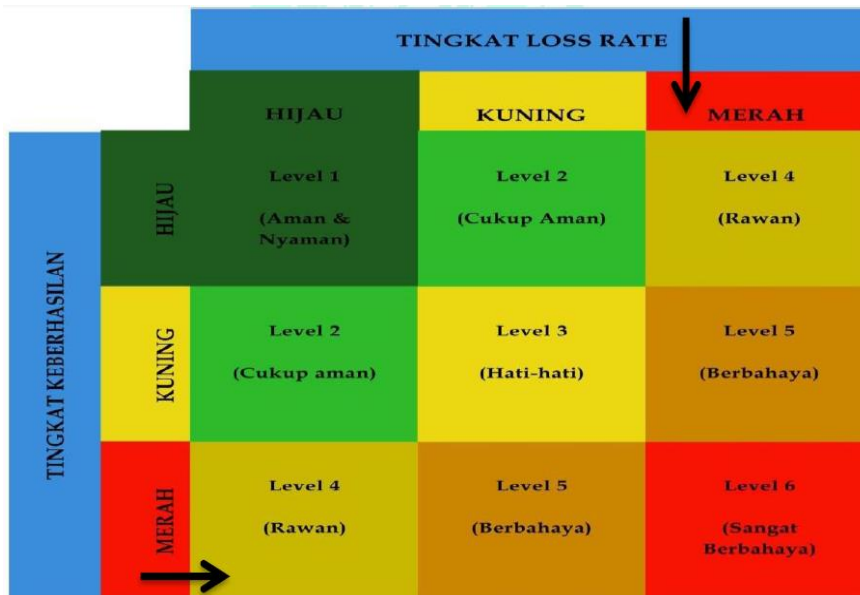 TINGKAT LOSS RATE
HIJAU
KUNING
MERAH
TINGKAT KEBERHASILAN
HIJAU
Level 1
(Aman &
Nyaman)
Level 2
(Cukup Aman)
Level 4
(Rawan)
KUNING
Level 2
(Cukup aman)
Level 3
(Hati-hati)
Level 5
(Berbahaya)
MERAH
Level 4
(Rawan)
Level 5
(Berbahaya)
Level 6
(Sangat
Berbahaya)